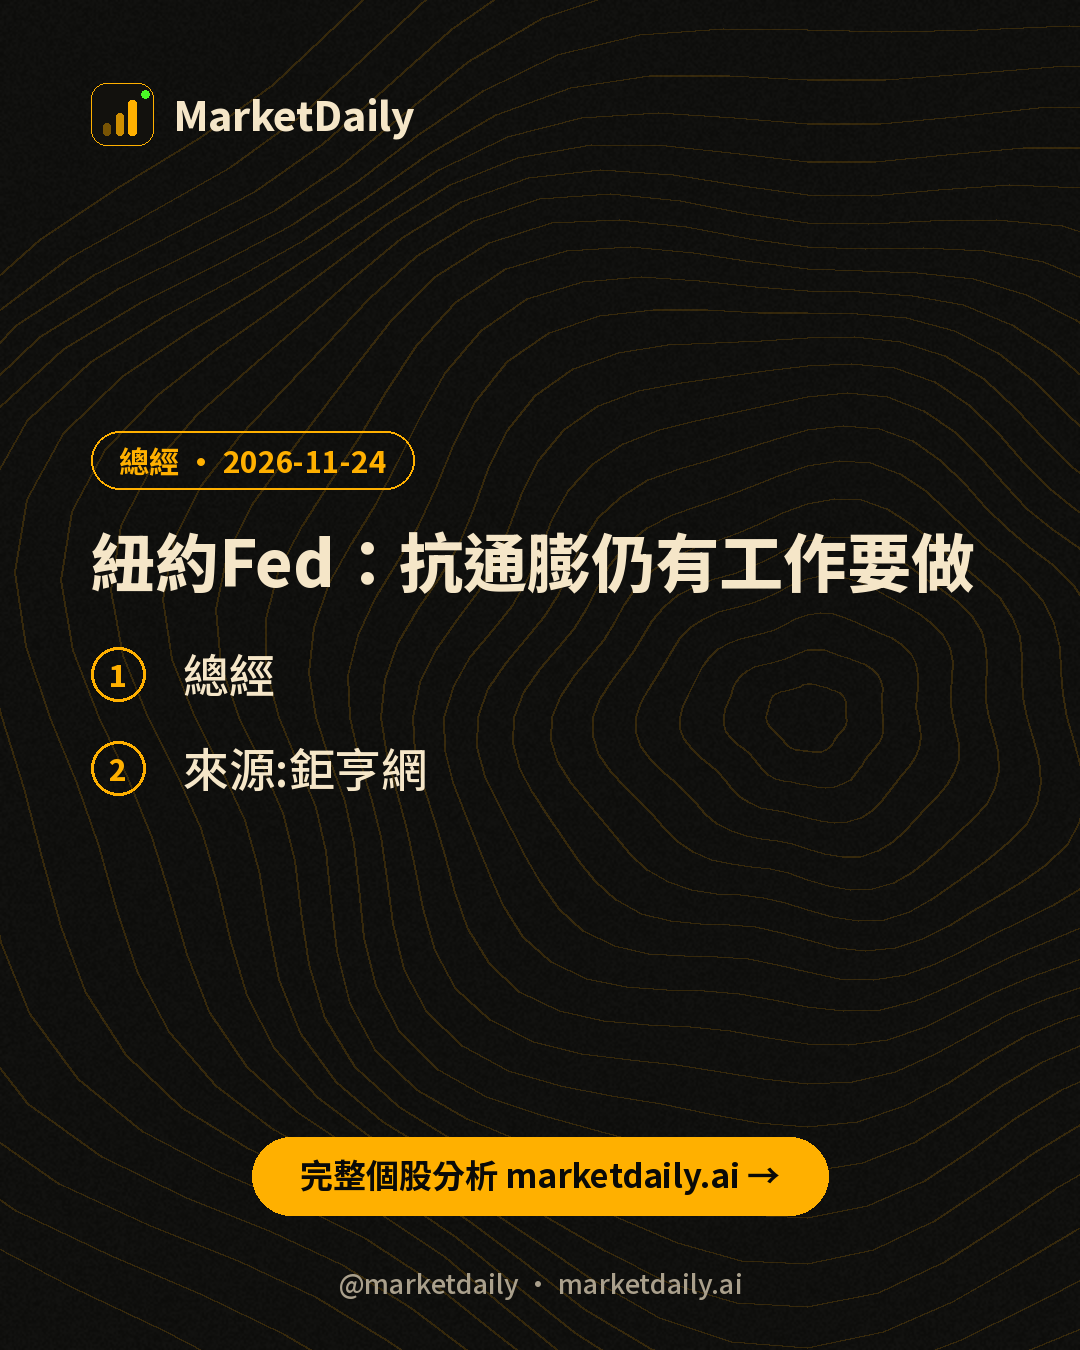 MarketDaily
總經 • 2026-11-24
紐約Fed：抗通膨仍有工作要做
1 總經
2 來源:鉅亨網
完整個股分析 marketdaily.ai →
@marketdaily • marketdaily.ai